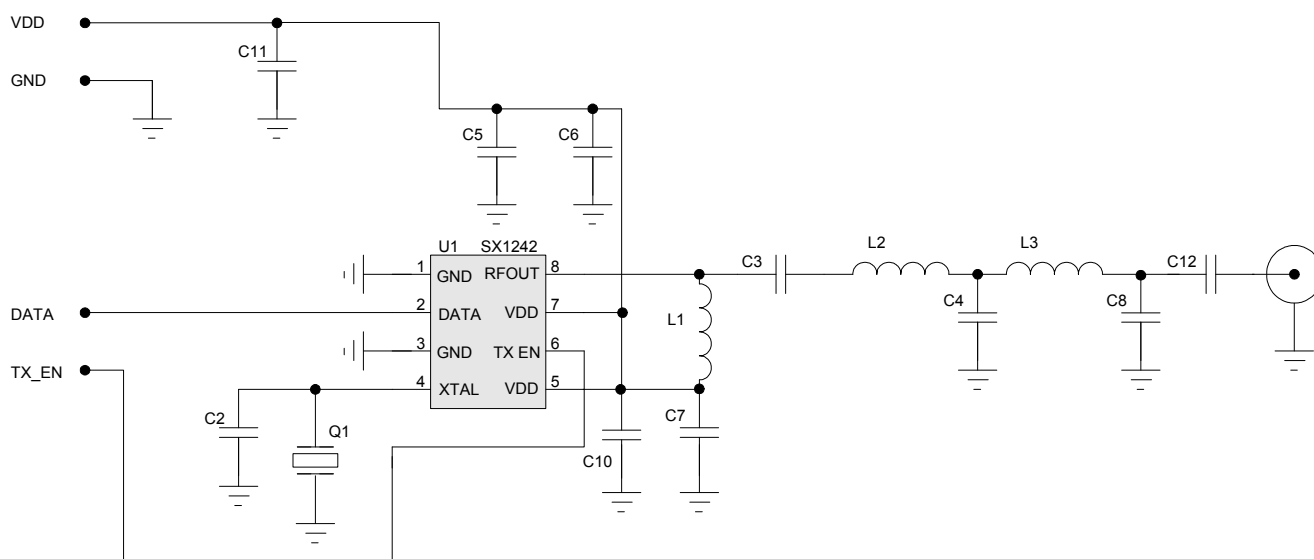 VDD
C11
GND
C5
C6
U1 SX1242
1 GND RFOUT 8
2 DATA VDD 7
3 GND TX EN 6
4 XTAL VDD 5
DATA
TX_EN
C2
Q1
C10
C7
L1
C3
L2
C4
L3
C8
C12